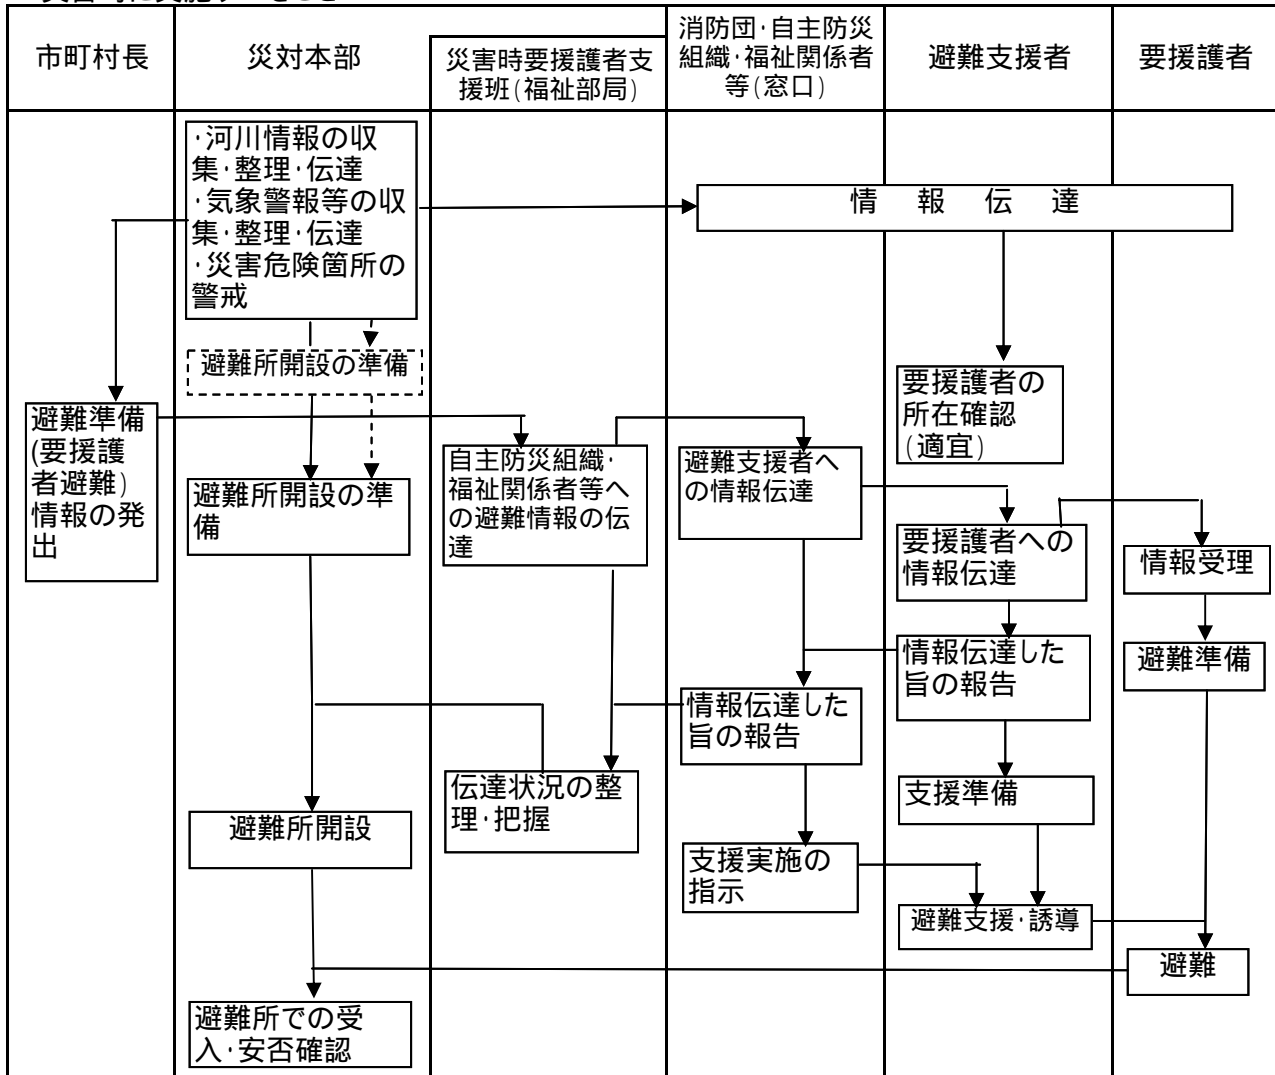 市町村長
災対本部
災害時要援護者支
援班(福祉部局)
消防団・自主防災
組織・福祉関係者
等(窓口)
避難支援者
要援護者
・河川情報の収
集・整理・伝達
・気象警報等の収
集・整理・伝達
・災害危険箇所の
警戒
情 報 伝 達
避難所開設の準備
要援護者の
所在確認
(適宜)
避難準備
(要援護
者避難)
情報の発
出
避難所開設の準
備
自主防災組織・
福祉関係者等へ
の避難情報の伝
達
避難支援者へ
の情報伝達
要援護者への
情報伝達
情報受理
情報伝達した
旨の報告
避難準備
情報伝達した
旨の報告
伝達状況の整
理・把握
支援準備
避難所開設
支援実施の
指示
避難支援・誘導
避難
避難所での受
入・安否確認